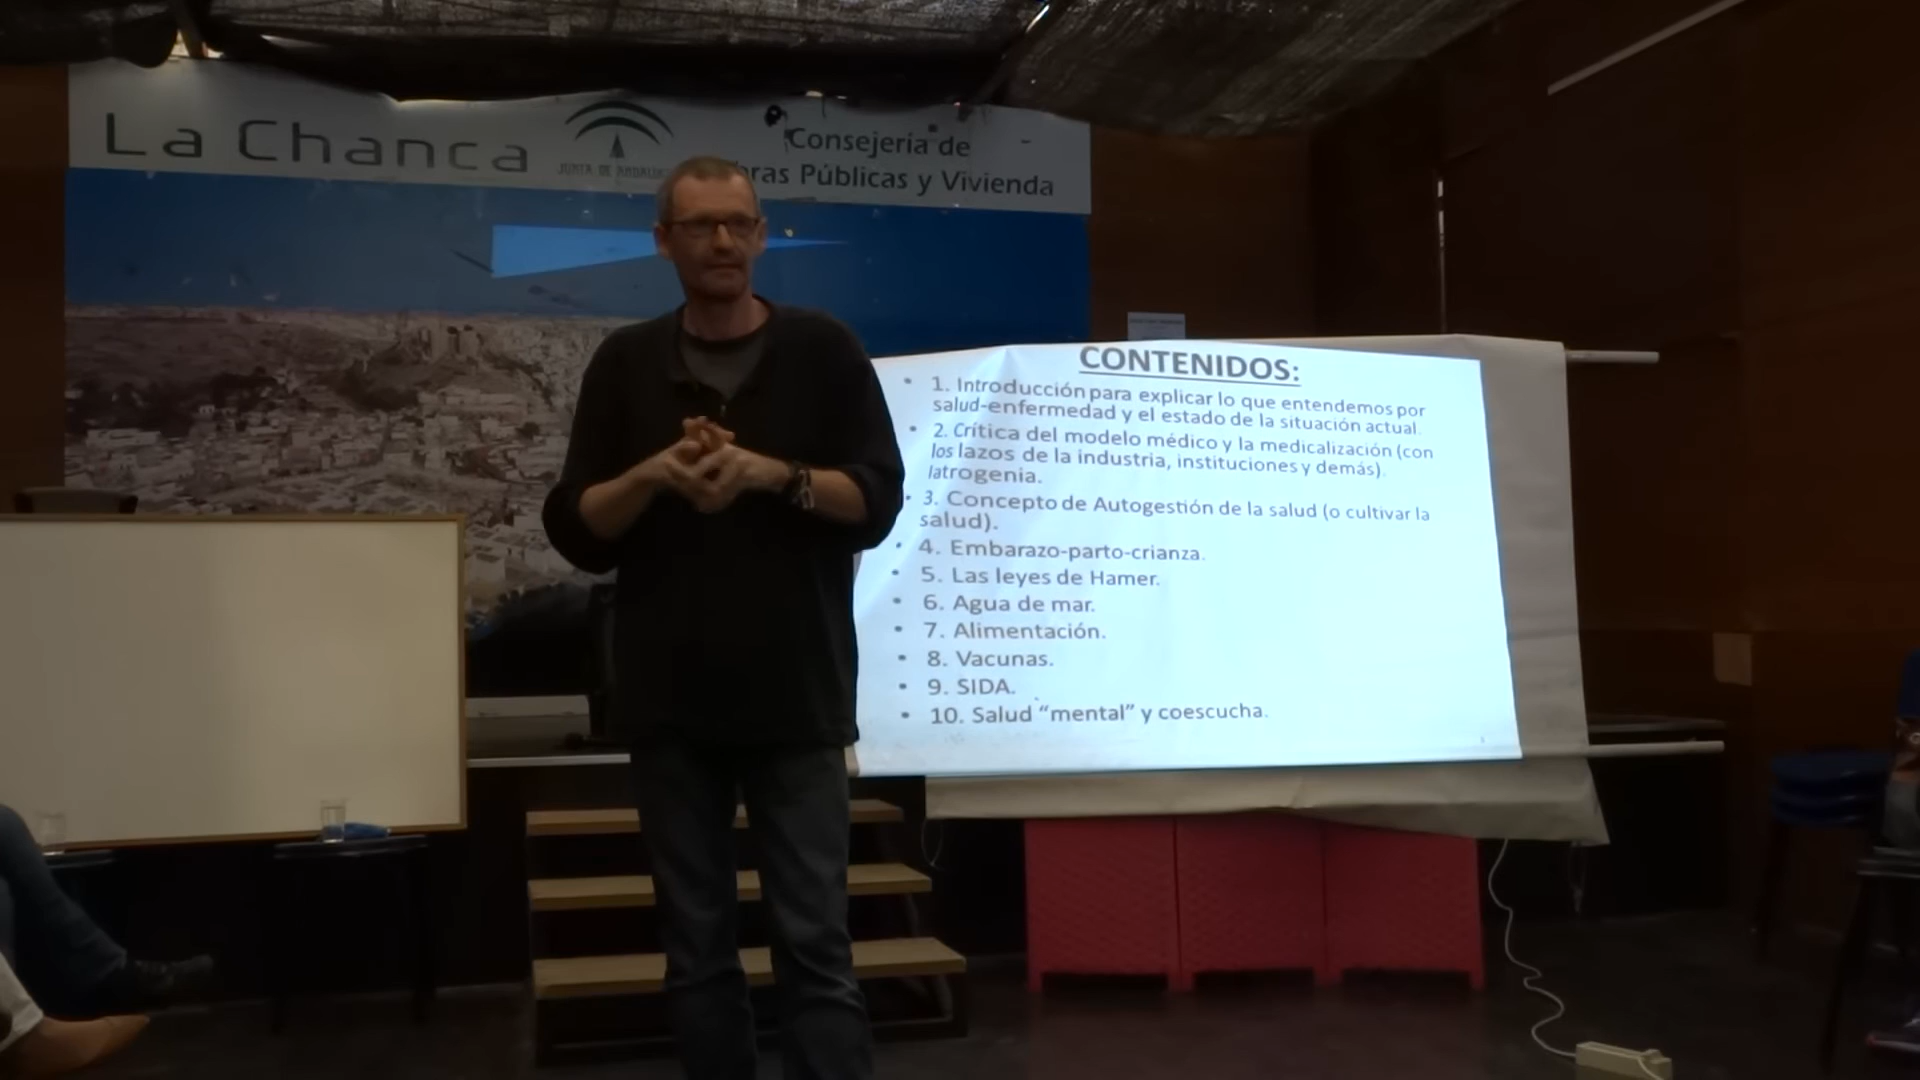 La Chanca
JUNTA DE ANDALUC
Consejería de
bras Públicas y Vivienda
CONTENIDOS:
• 1. Introducción para explicar lo que entendemos por
salud-enfermedad y el estado de la situación actual.
• 2. Crítica del modelo médico y la medicalización (con
los lazos de la industria, instituciones y demás).
Iatrogenia.
• 3. Concepto de Autogestión de la salud (o cultivar la
salud).
• 4. Embarazo-parto-crianza.
• 5. Las leyes de Hamer.
• 6. Agua de mar.
• 7. Alimentación.
• 8. Vacunas.
• 9. SIDA.
• 10. Salud “mental” y coescucha.